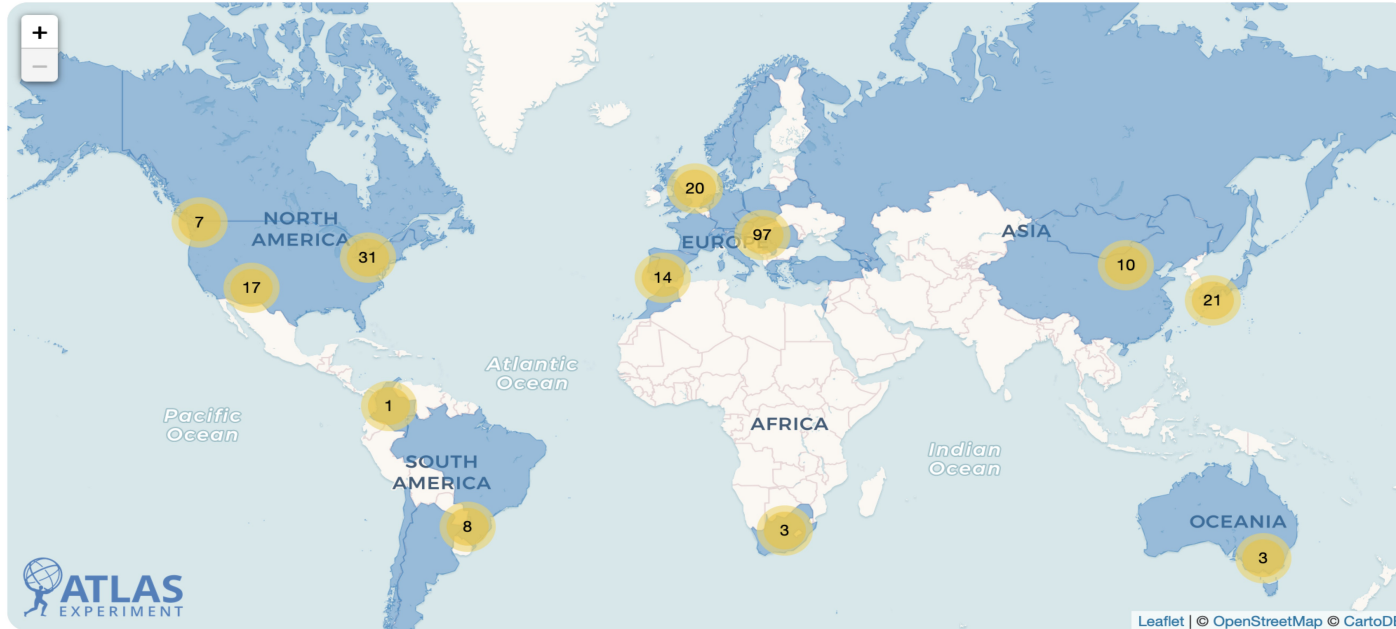 +
−
20
7
NORTH
AMERICA
97
EUROPE
ASIA
31
10
14
17
21
Atlantic
Ocean
1
Pacific
Ocean
AFRICA
Indian
Ocean
SOUTH
AMERICA
8
3
OCEANIA
3
ATLAS
EXPERIMENT
Leaflet | © OpenStreetMap © CartoD